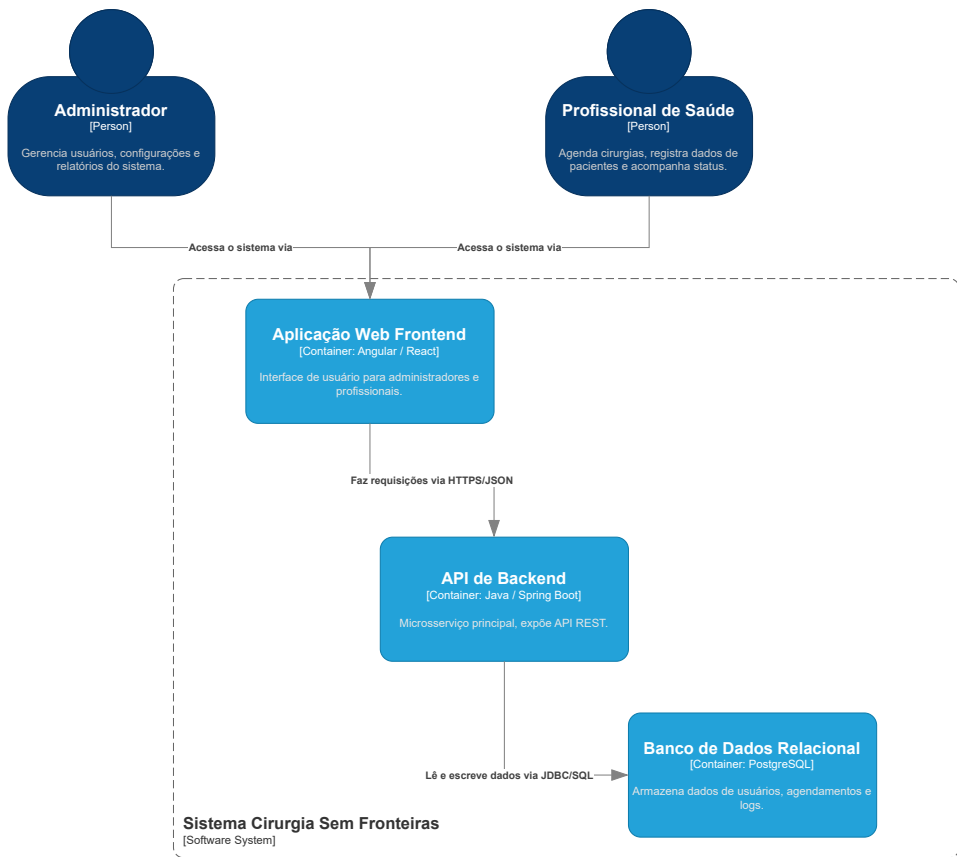 Administrador
[Person]
Gerencia usuários, configurações e
relatórios do sistema.
Profissional de Saúde
[Person]
Agenda cirurgias, registra dados de
pacientes e acompanha status.
Acessa o sistema via
Acessa o sistema via
Aplicação Web Frontend
[Container: Angular / React]
Interface de usuário para administradores e
profissionais.
Faz requisições via HTTPS/JSON
API de Backend
[Container: Java / Spring Boot]
Microsserviço principal, expõe API REST.
Lê e escreve dados via JDBC/SQL
Banco de Dados Relacional
[Container: PostgreSQL]
Armazena dados de usuários, agendamentos e
logs.
Sistema Cirurgia Sem Fronteiras
[Software System]